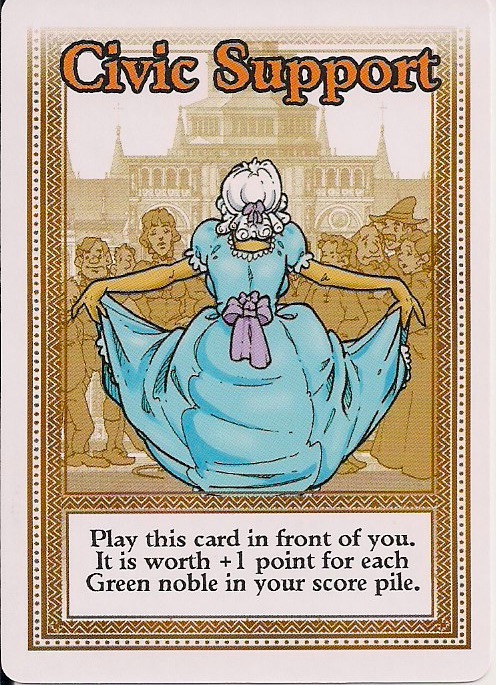 Civic Support
Play this card in front of you.
It is worth +1 point for each
Green noble in your score pile.